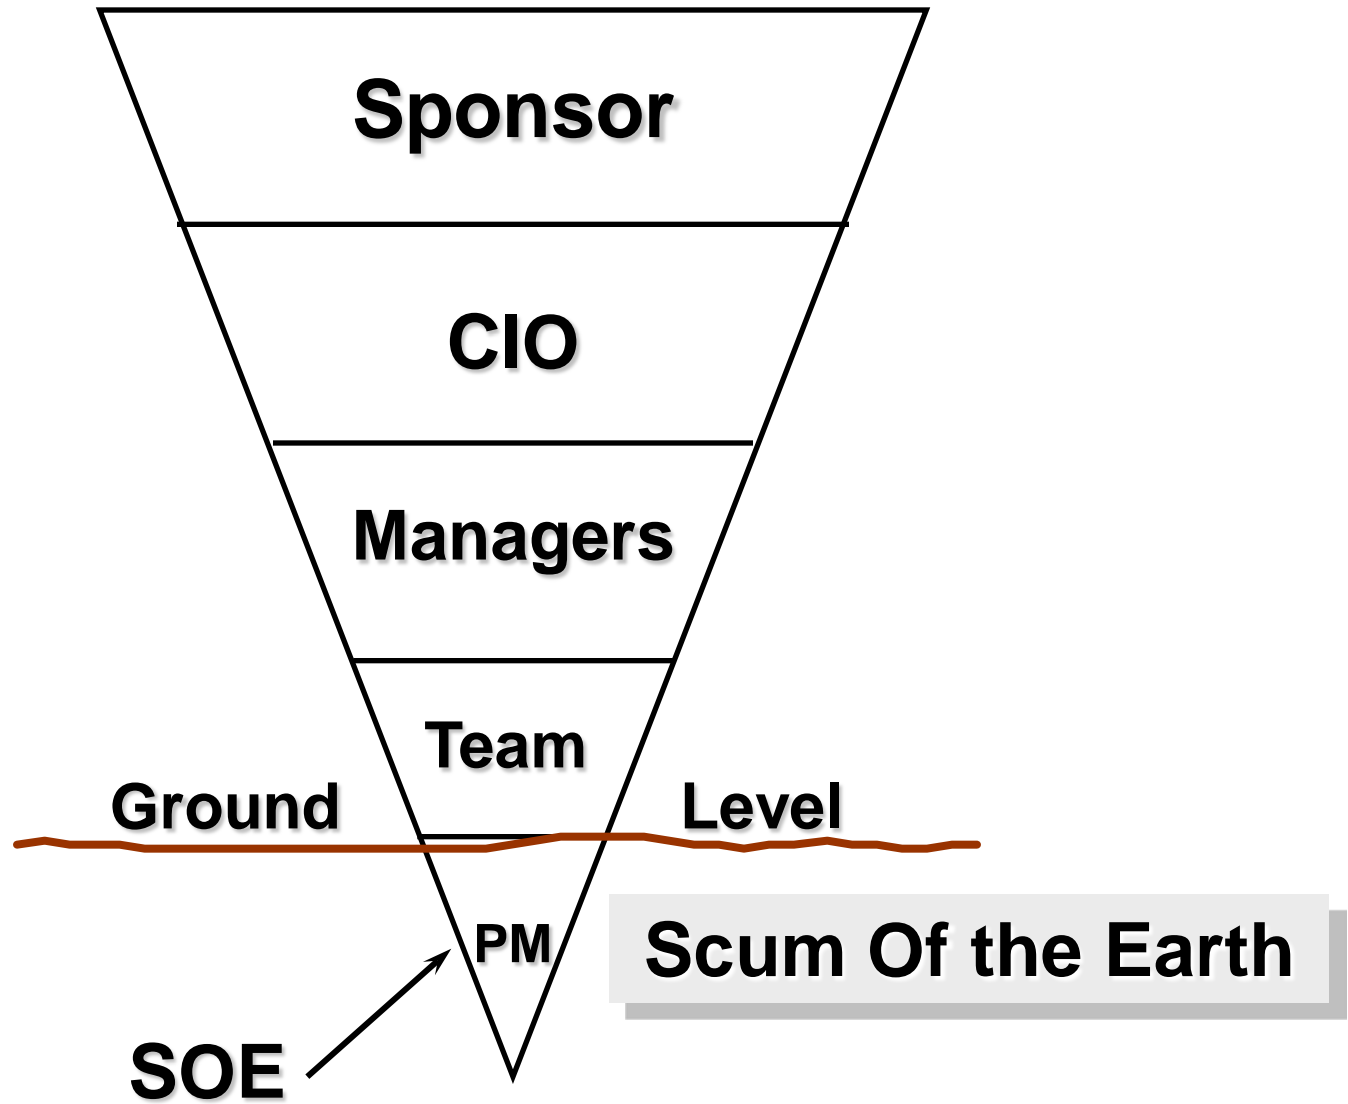 Sponsor
CIO
Managers
Team
Ground Level
PM
Scum Of the Earth
SOE